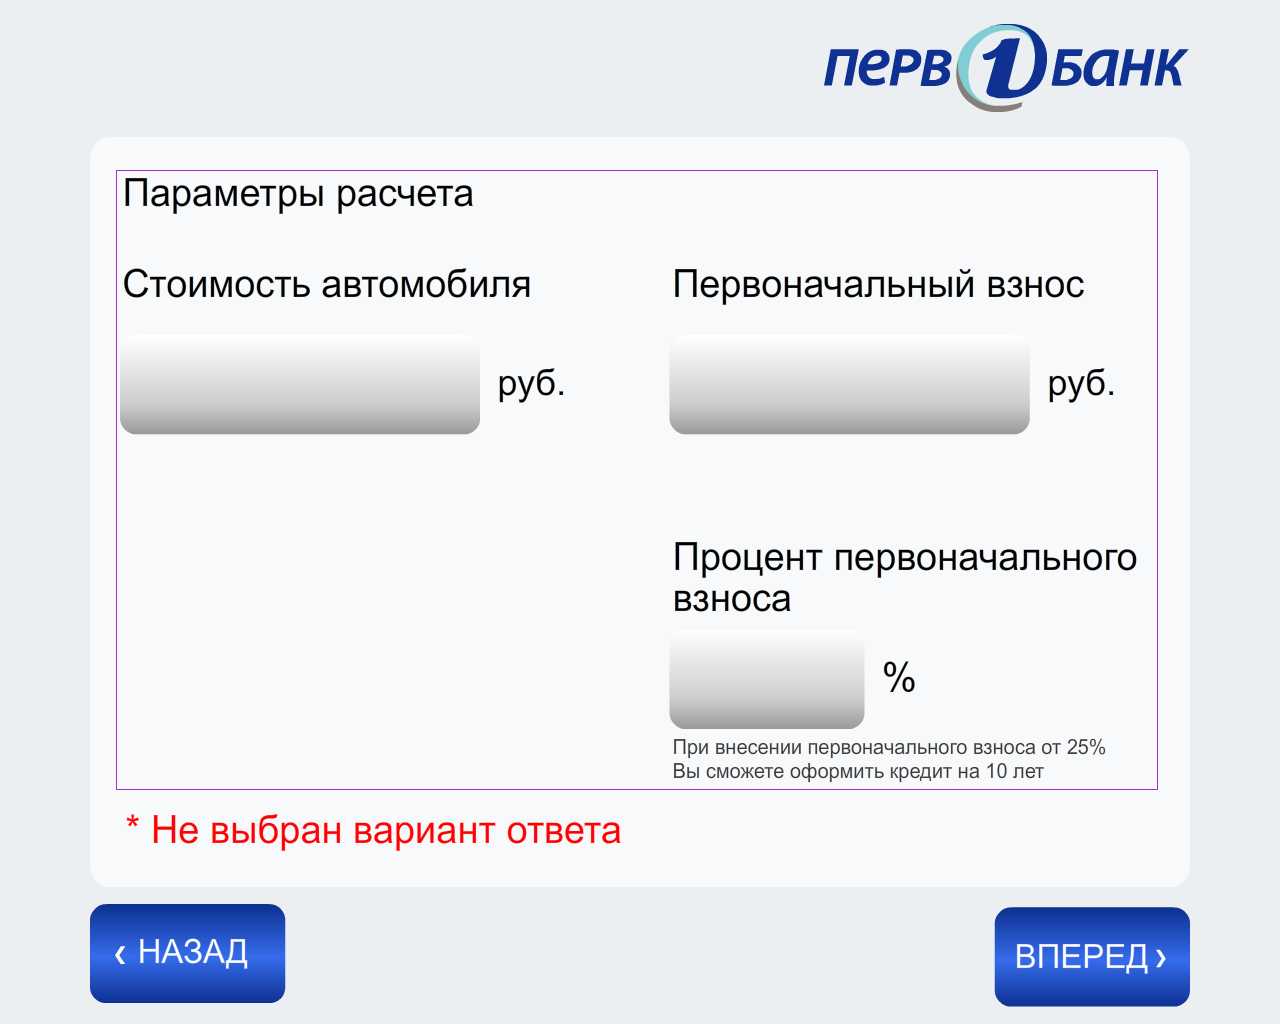 ПЕРВ1БАНК
Параметры расчета
Стоимость автомобиля
Первоначальный взнос
руб.
руб.
Процент первоначального
взноса
%
При внесении первоначального взноса от 25%
Вы сможете оформить кредит на 10 лет
* Не выбран вариант ответа
‹ НАЗАД
ВПЕРЕД ›